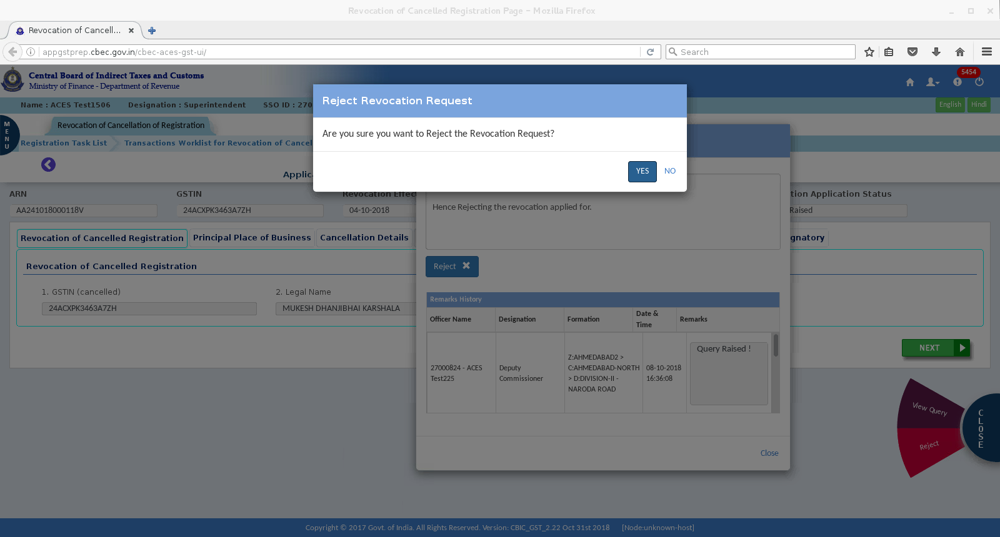 Revocation of Cancelled Registration Page - Mozilla Firefox
Revocation of Cancell...
appgstprep.cbec.gov.in/cbec-aces-gst-ui/
Search
Central Board of Indirect Taxes and Customs
Ministry of Finance - Department of Revenue
5454
Name : ACES Test1506 Designation : Superintendent SSO ID : 270
English Hindi
MENU
Revocation of Cancellation of Registration
Registration Task List Transactions Worklist for Revocation of Cancel
Reject Revocation Request
Are you sure you want to Reject the Revocation Request?
YES NO
Applica
ARN GSTIN Revocation Effec tion Application Status
AA241018000118V 24ACXPK3463A7ZH 04-10-2018 Raised
Revocation of Cancelled Registration Principal Place of Business Cancellation Details gnatory
Revocation of Cancelled Registration
1. GSTIN (cancelled) 2. Legal Name
24ACXPK3463A7ZH MUKESH DHANJIBHAI KARSHALA
Hence Rejecting the revocation applied for.
Reject
Remarks History
Officer Name Designation Formation Date & Time Remarks
27000824 - ACES Test225
Deputy Commissioner
Z:AHMEDABAD2 >
C:AHMEDABAD-NORTH
> D:DIVISION-II -
NARODA ROAD
08-10-2018
16:36:08
Query Raised !
Close
NEXT
View Query
Reject
CLOSE
Copyright © 2017 Govt. of India. All Rights Reserved. Version: CBIC_GST_2.22 Oct 31st 2018 [Node:unknown-host]